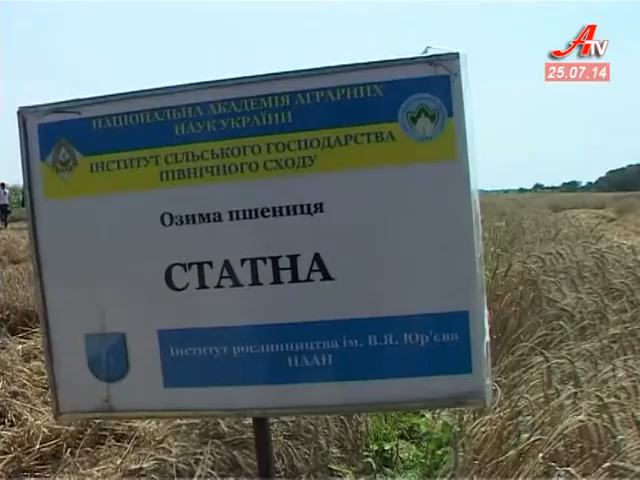 ATV
25.07.14
НАЦІОНАЛЬНА АКАДЕМІЯ АГРАРНИХ
НАУК УКРАЇНИ
ІНСТИТУТ СІЛЬСЬКОГО ГОСПОДАРСТВА
ПІВНІЧНОГО СХОДУ
Озима пшениця
СТАТНА
Інститут рослинництва ім. В.Я. Юр'єва
НААН